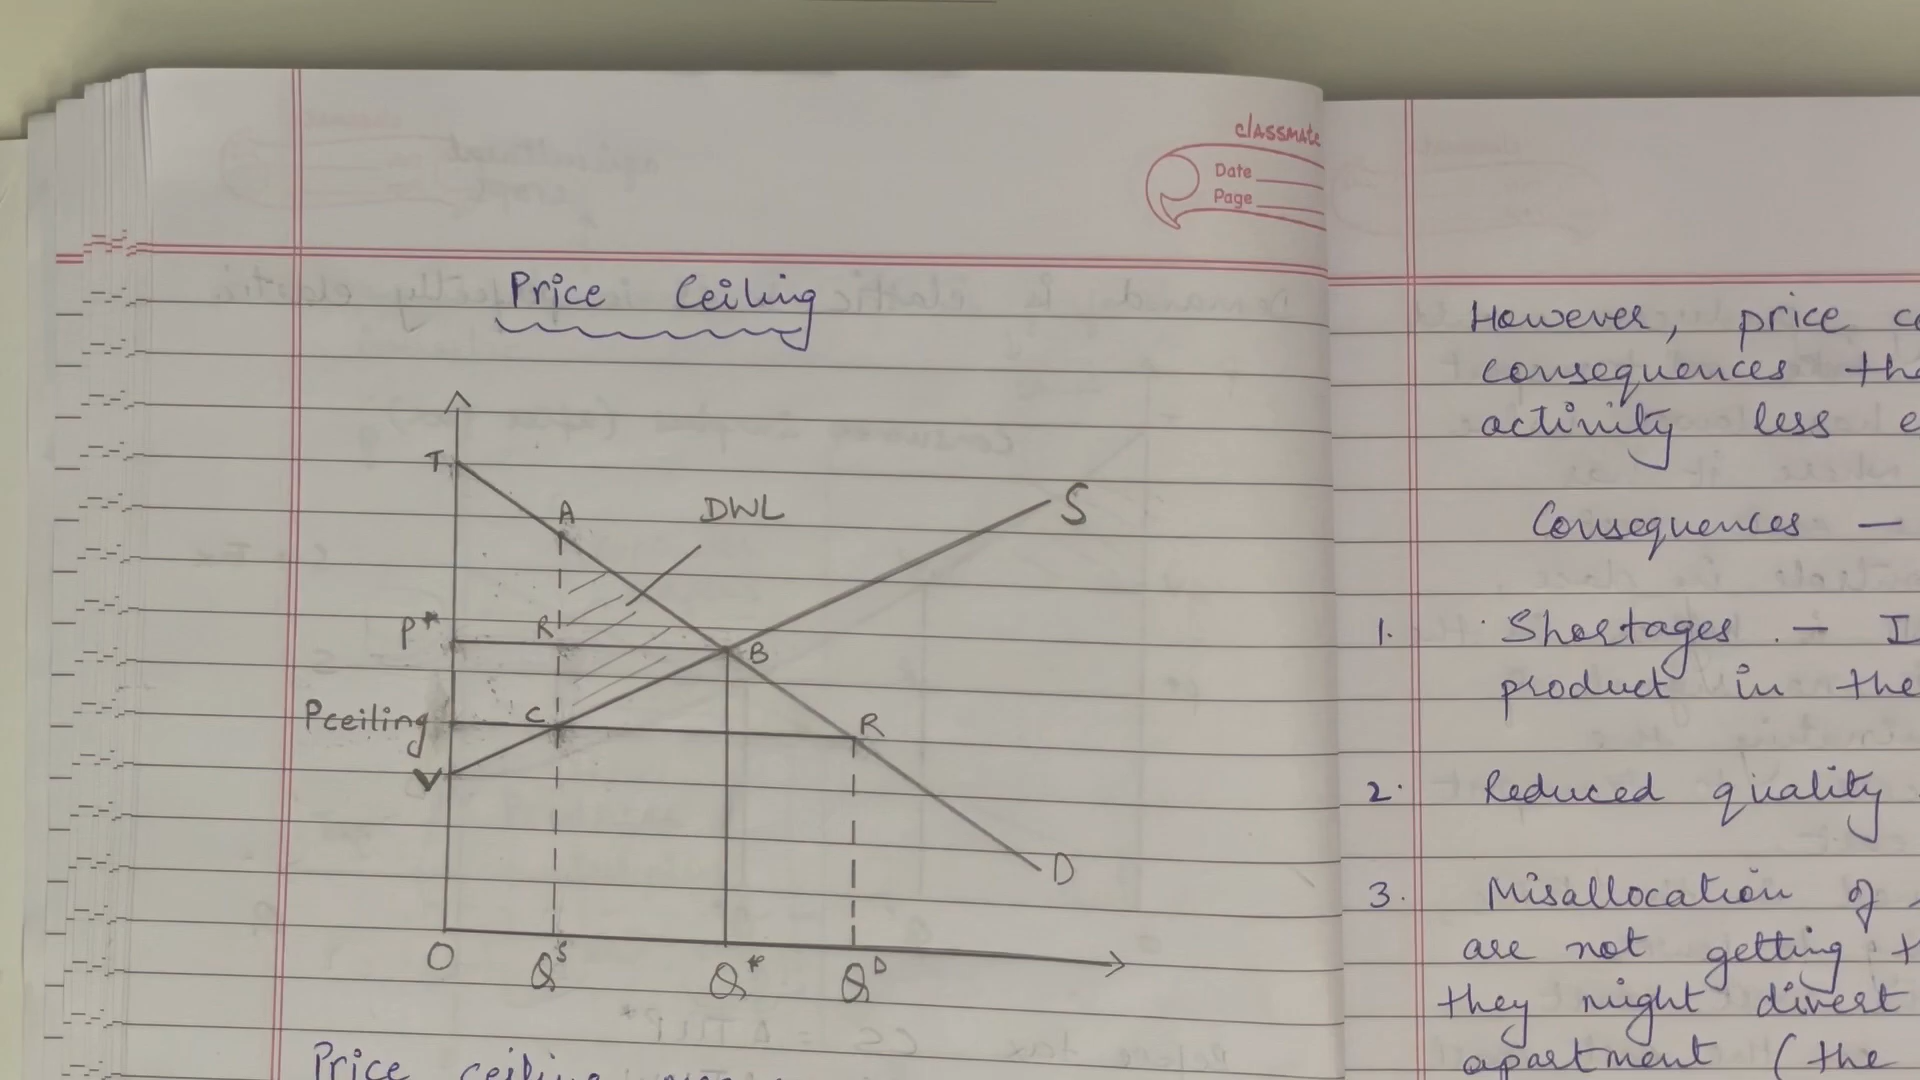 classmate
Date
Page
Price Ceiling
T
A
DWL
S
P*
R'
B
Pceiling
C
R
V
D
O
Q^S
Q*
Q^D
Price
However, price
consequences
activity less
Consequences —
1. Shortages. —
product in the
2. Reduced quality
3. Misallocation of
are not getting
they might divert
apartment (the